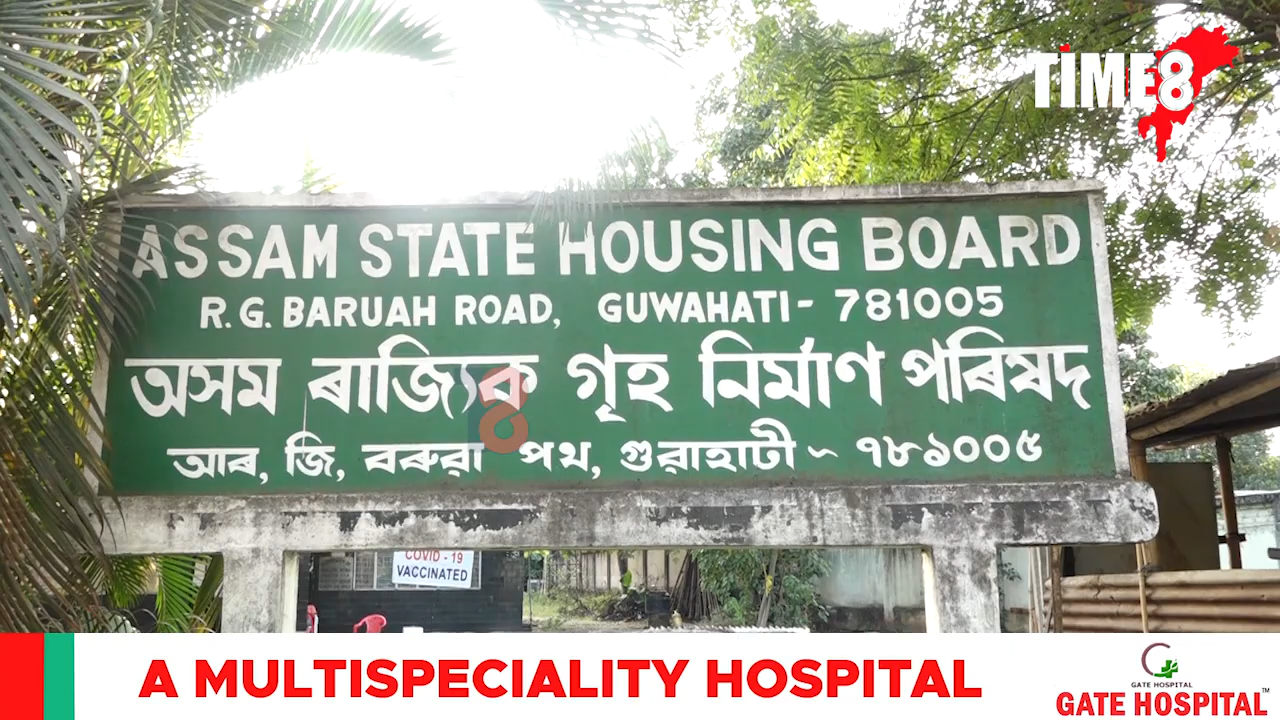 TIME8
ASSAM STATE HOUSING BOARD
R. G. BARUAH ROAD, GUWAHATI - 781005
অসম ৰাজ্যিক গৃহ নিৰ্মাণ পৰিষদ
আৰ, জি, বৰুৱা পথ, গুৱাহাটী ~ ৭৮১০০৫
COVID - 19
VACCINATED
A MULTISPECIALITY HOSPITAL
GATE HOSPITAL
GATE HOSPITAL™